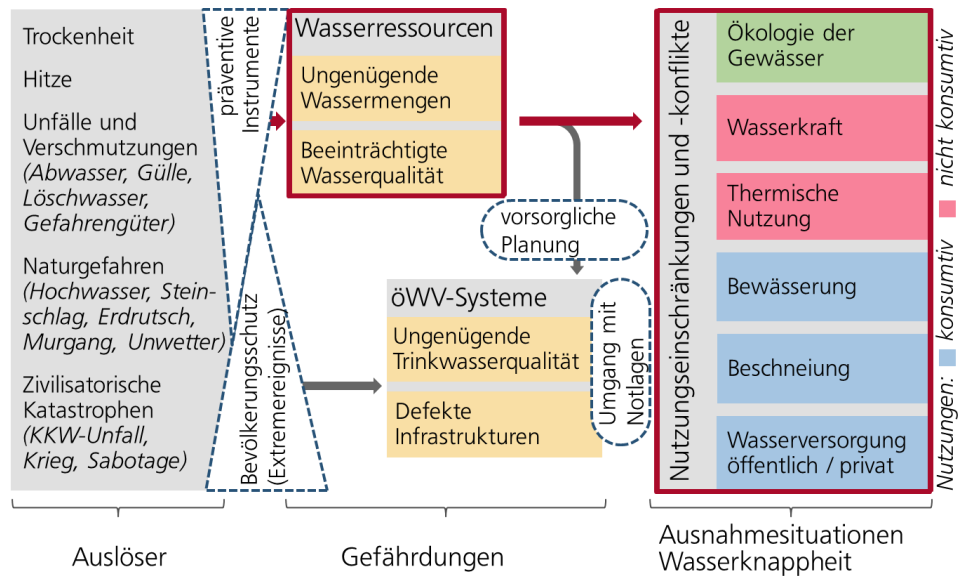 Trockenheit
Hitze
Unfälle und
Verschmutzungen
(Abwasser, Gülle,
Löschwasser,
Gefahrengüter)
Naturgefahren
(Hochwasser, Stein-
schlag, Erdrutsch,
Murgang, Unwetter)
Zivilisatorische
Katastrophen
(KKW-Unfall,
Krieg, Sabotage)
präventive
Instrumente
Bevölkerungsschutz
(Extremereignisse)
Wasserressourcen
Ungenügende
Wassermengen
Beeinträchtigte
Wasserqualität
vorsorgliche
Planung
öWV-Systeme
Ungenügende
Trinkwasserqualität
Defekte
Infrastrukturen
Umgang mit
Notlagen
Nutzungseinschränkungen und -konflikte
Ökologie der
Gewässer
Wasserkraft
Thermische
Nutzung
Bewässerung
Beschneiung
Wasserversorgung
öffentlich / privat
Nutzungen: konsumtiv nicht konsumtiv
Auslöser
Gefährdungen
Ausnahmesituationen
Wasserknappheit